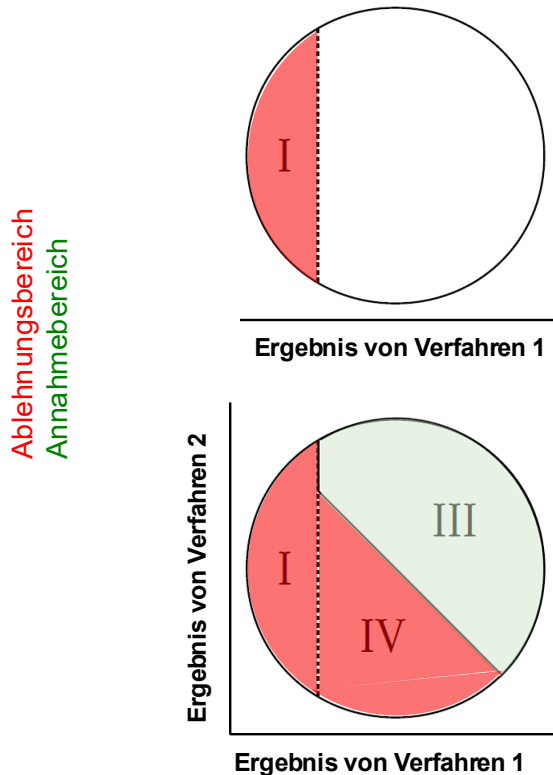 I
Ergebnis von Verfahren 1
Ablehnungsbereich
Annahmebereich
Ergebnis von Verfahren 2
III
I
IV
Ergebnis von Verfahren 1